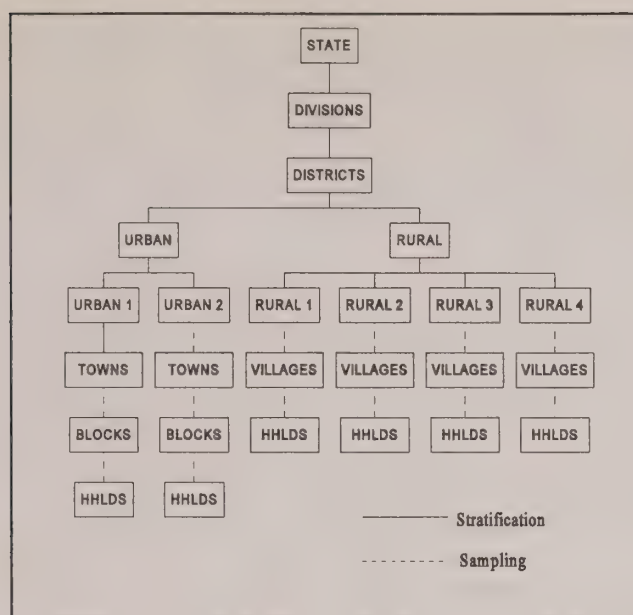 STATE
DIVISIONS
DISTRICTS
URBAN RURAL
URBAN 1 URBAN 2 RURAL 1 RURAL 2 RURAL 3 RURAL 4
TOWNS TOWNS VILLAGES VILLAGES VILLAGES VILLAGES
BLOCKS BLOCKS HHLDS HHLDS HHLDS HHLDS
HHLDS HHLDS
Stratification
Sampling